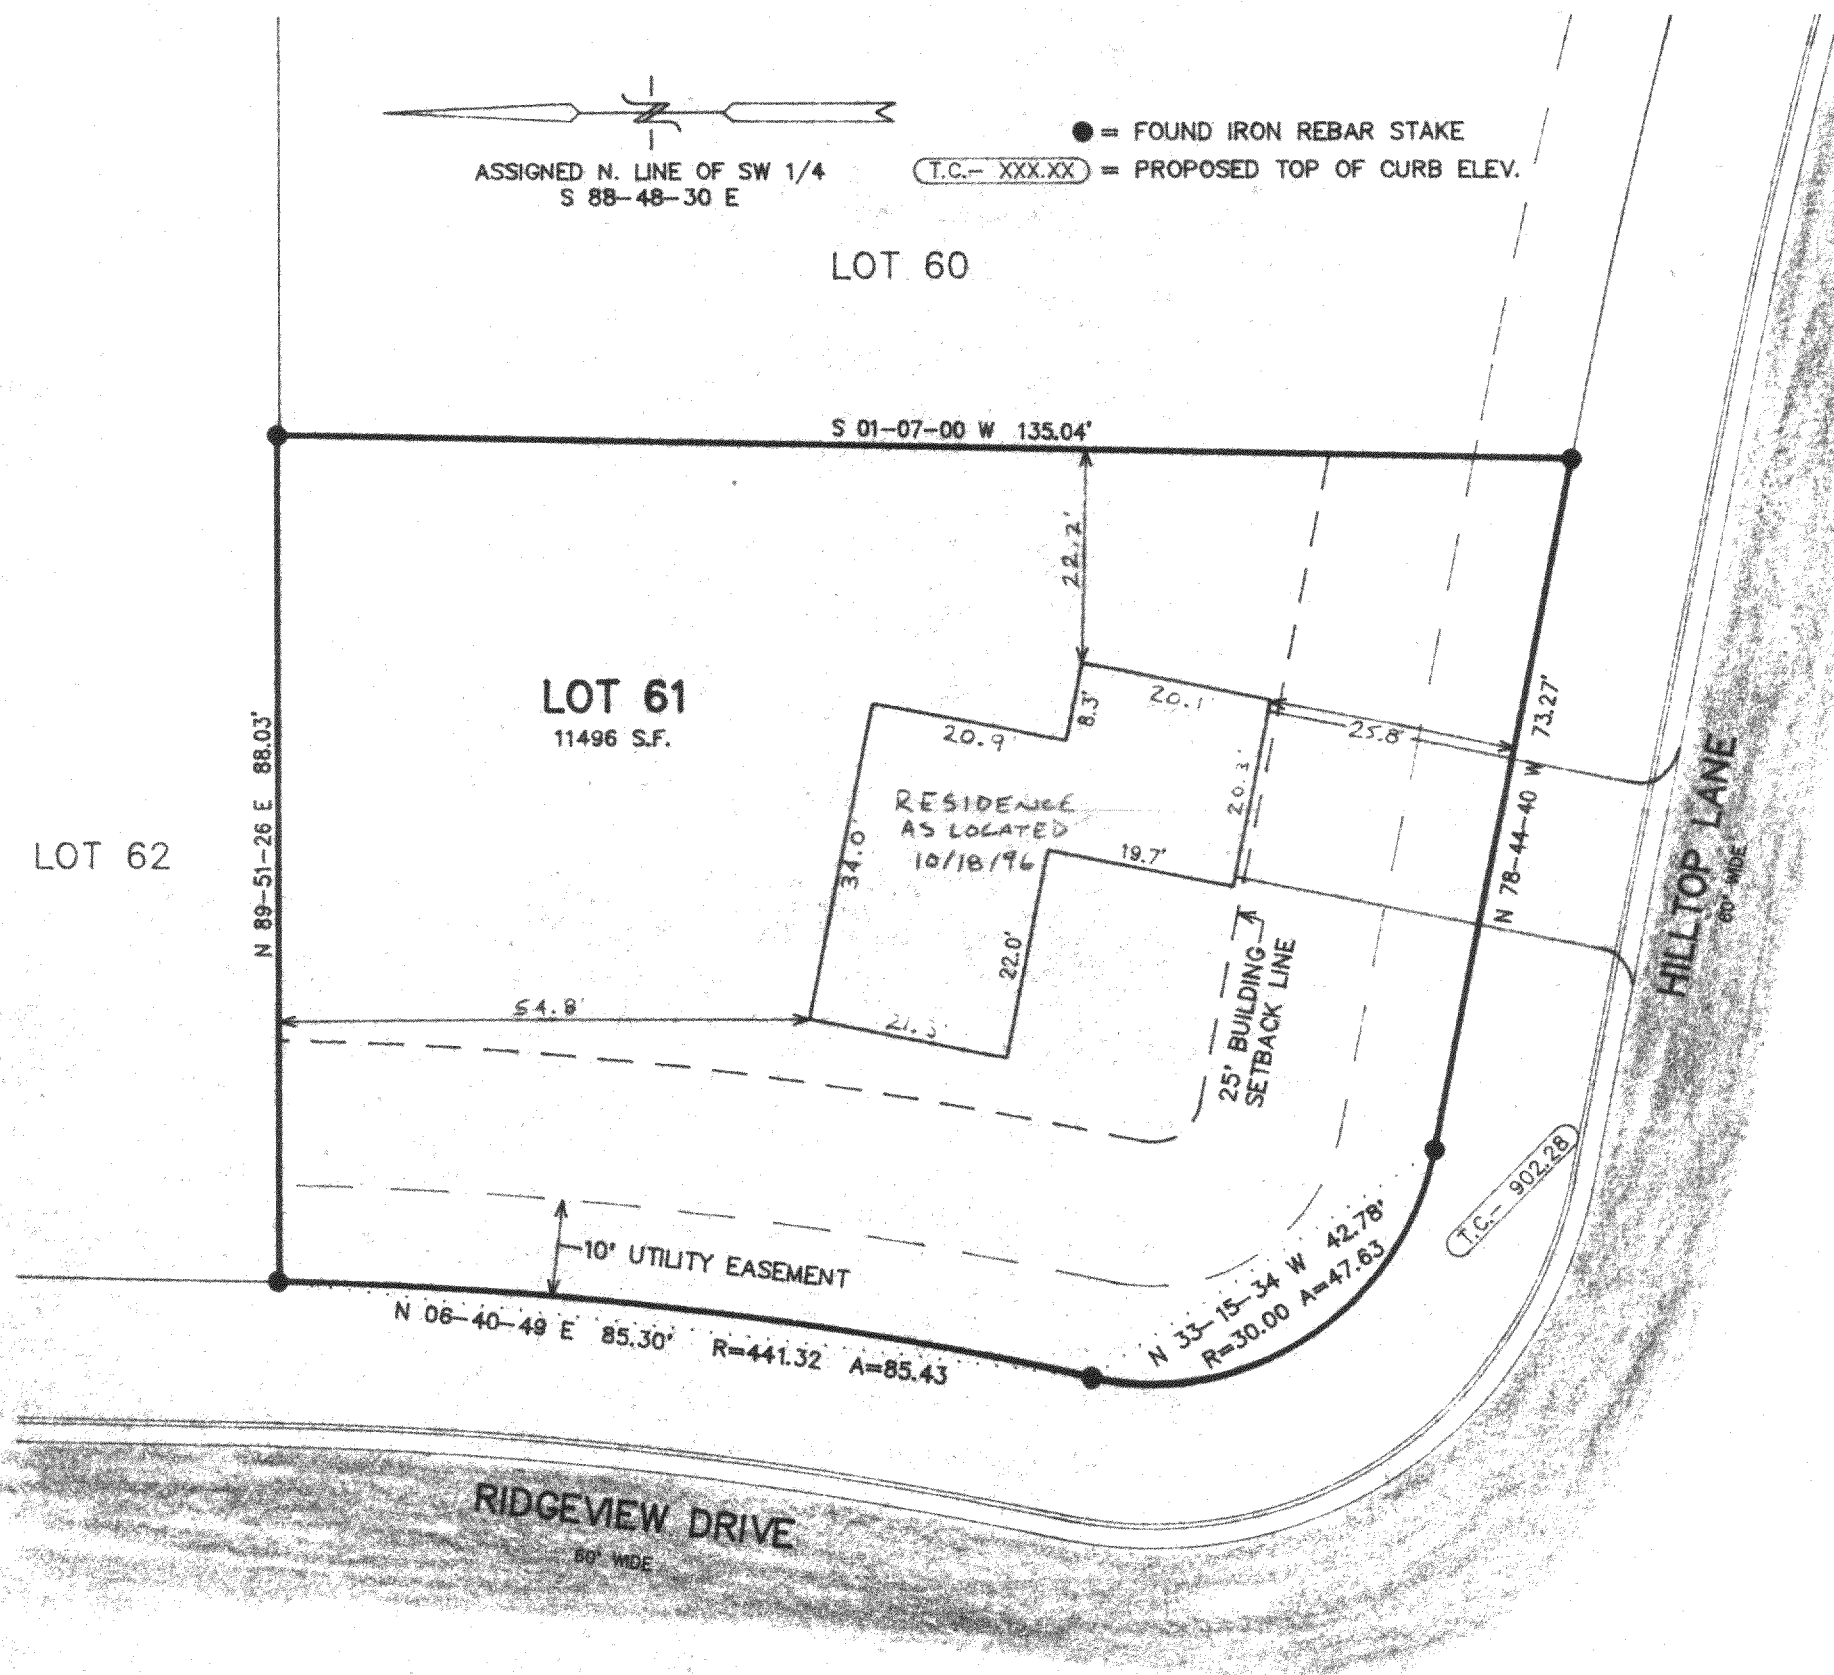 ASSIGNED N. LINE OF SW 1/4
S 88-48-30 E
= FOUND IRON REBAR STAKE
T.C.- XXX.XX = PROPOSED TOP OF CURB ELEV.
LOT 60
S 01-07-00 W 135.04'
22.2'
LOT 61
11496 S.F.
N 89-51-26 E 88.03'
LOT 62
20.1
8.3'
20.9
25.8'
73.27'
N 78-44-40 W
HILLTOP LANE
60' WIDE
RESIDENCE
AS LOCATED
10/18/96
20.3'
34.0'
19.7'
22.0'
54.8'
21.3
25' BUILDING
SETBACK LINE
T.C.- 902.28
10' UTILITY EASEMENT
N 33-15-34 W 42.78'
R=30.00 A=47.63
N 06-40-49 E 85.30' R=441.32 A=85.43
RIDGEVIEW DRIVE
60' WIDE